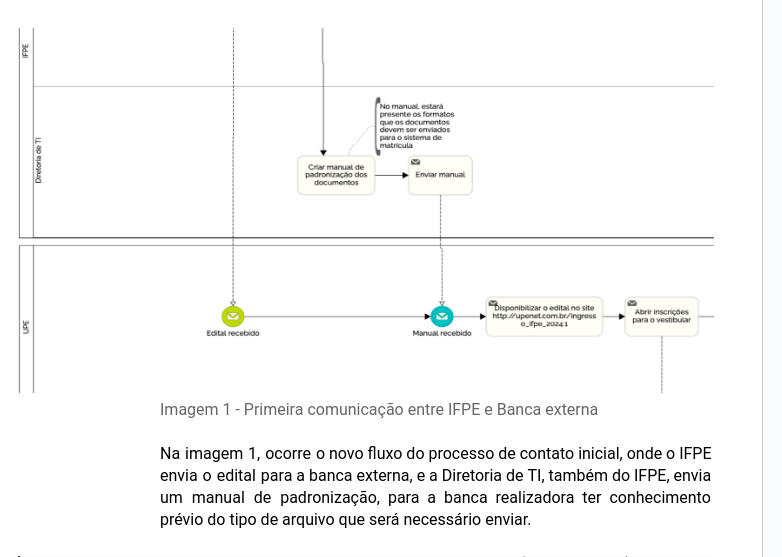 IFPE
Diretoria de TI
No manual, estará
presente os formatos
que os documentos
devem ser enviados
para o sistema de
matrícula
Criar manual de
padronização dos
documentos
Enviar manual
UPE
Edital recebido
Manual recebido
Disponibilizar o edital no site
http://upenet.com.br/ingress
o_ifpe_2024.1
Abrir inscrições
para o vestibular
Imagem 1 - Primeira comunicação entre IFPE e Banca externa
Na imagem 1, ocorre o novo fluxo do processo de contato inicial, onde o IFPE
envia o edital para a banca externa, e a Diretoria de TI, também do IFPE, envia
um manual de padronização, para a banca realizadora ter conhecimento
prévio do tipo de arquivo que será necessário enviar.